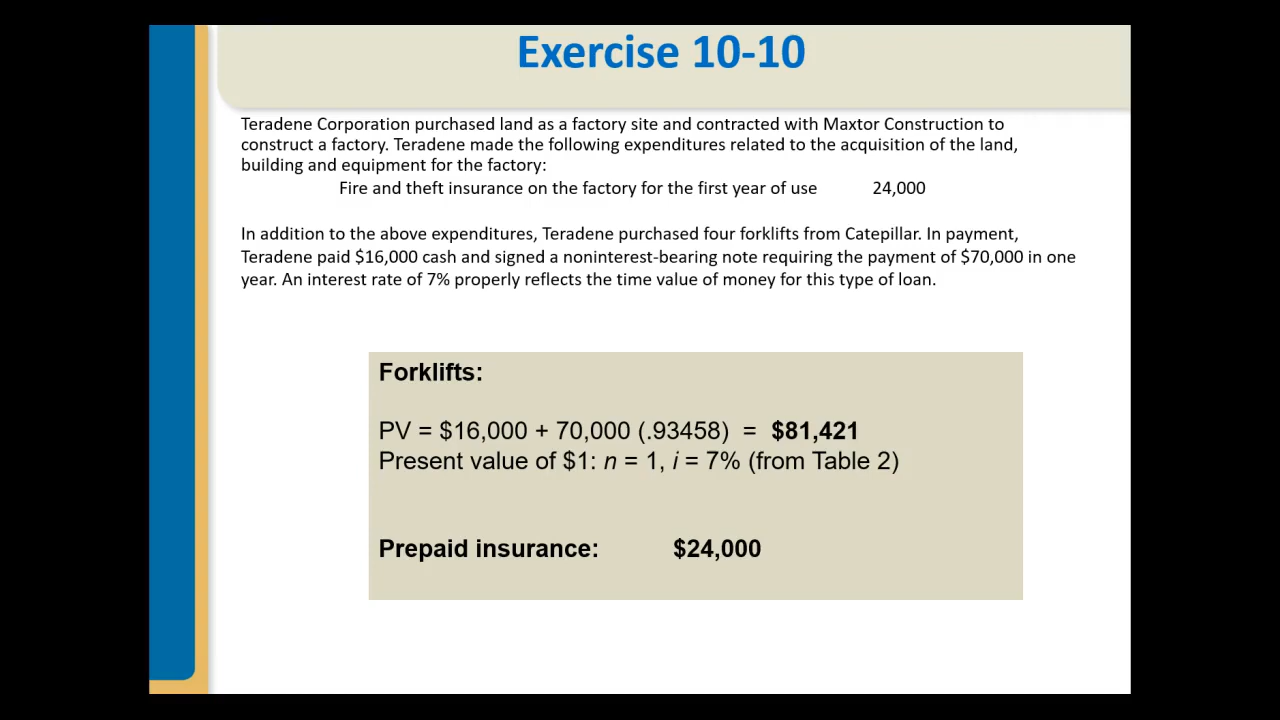 Exercise 10-10
Teradene Corporation purchased land as a factory site and contracted with Maxtor Construction to
construct a factory. Teradene made the following expenditures related to the acquisition of the land,
building and equipment for the factory:
Fire and theft insurance on the factory for the first year of use 24,000
In addition to the above expenditures, Teradene purchased four forklifts from Catepillar. In payment,
Teradene paid $16,000 cash and signed a noninterest-bearing note requiring the payment of $70,000 in one
year. An interest rate of 7% properly reflects the time value of money for this type of loan.
Forklifts:
PV = $16,000 + 70,000 (.93458) = $81,421
Present value of $1: n = 1, i = 7% (from Table 2)
Prepaid insurance: $24,000